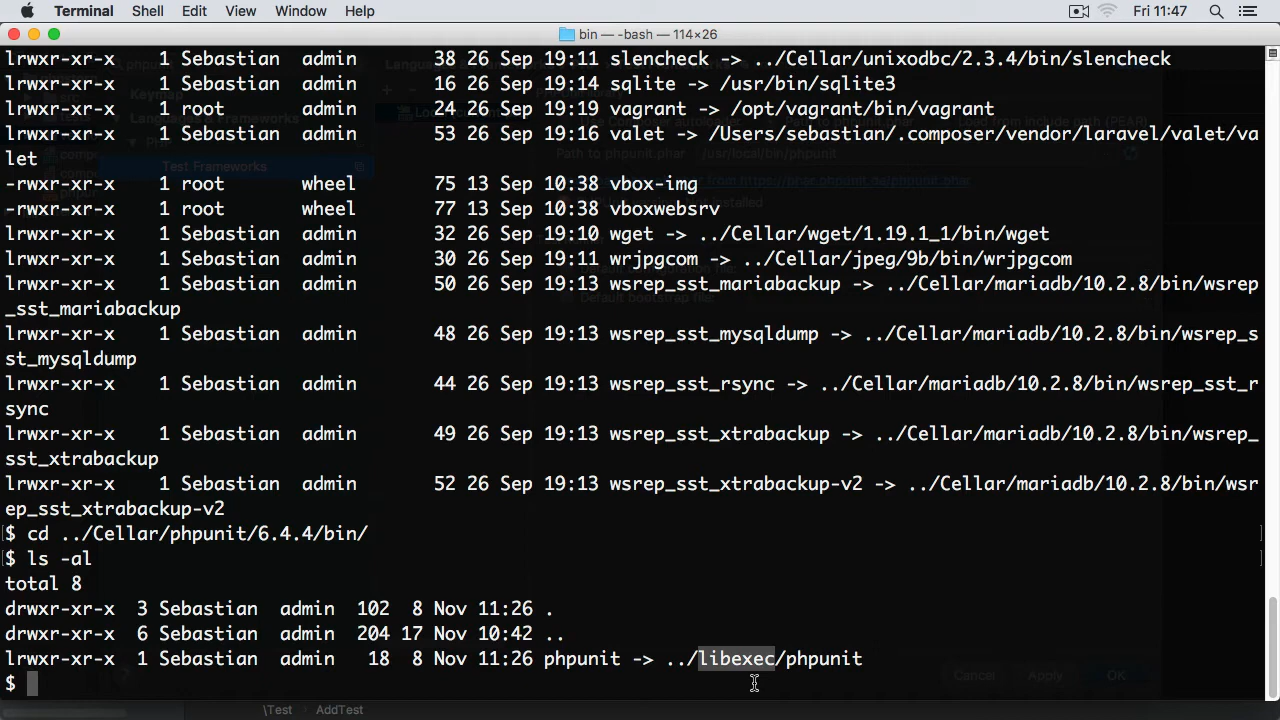 Terminal Shell Edit View Window Help Fri 11:47
bin — -bash — 114×26
lrwxr-xr-x 1 Sebastian admin 38 26 Sep 19:11 slencheck -> ../Cellar/unixodbc/2.3.4/bin/slencheck
lrwxr-xr-x 1 Sebastian admin 16 26 Sep 19:14 sqlite -> /usr/bin/sqlite3
lrwxr-xr-x 1 root admin 24 26 Sep 19:19 vagrant -> /opt/vagrant/bin/vagrant
lrwxr-xr-x 1 Sebastian admin 53 26 Sep 19:16 valet -> /Users/sebastian/.composer/vendor/laravel/valet/va
let
-rwxr-xr-x 1 root wheel 75 13 Sep 10:38 vbox-img
-rwxr-xr-x 1 root wheel 77 13 Sep 10:38 vboxwebsrv
lrwxr-xr-x 1 Sebastian admin 32 26 Sep 19:10 wget -> ../Cellar/wget/1.19.1_1/bin/wget
lrwxr-xr-x 1 Sebastian admin 30 26 Sep 19:11 wrjpgcom -> ../Cellar/jpeg/9b/bin/wrjpgcom
lrwxr-xr-x 1 Sebastian admin 50 26 Sep 19:13 wsrep_sst_mariabackup -> ../Cellar/mariadb/10.2.8/bin/wsrep
_sst_mariabackup
lrwxr-xr-x 1 Sebastian admin 48 26 Sep 19:13 wsrep_sst_mysqldump -> ../Cellar/mariadb/10.2.8/bin/wsrep_s
st_mysqldump
lrwxr-xr-x 1 Sebastian admin 44 26 Sep 19:13 wsrep_sst_rsync -> ../Cellar/mariadb/10.2.8/bin/wsrep_sst_r
sync
lrwxr-xr-x 1 Sebastian admin 49 26 Sep 19:13 wsrep_sst_xtrabackup -> ../Cellar/mariadb/10.2.8/bin/wsrep_
sst_xtrabackup
lrwxr-xr-x 1 Sebastian admin 52 26 Sep 19:13 wsrep_sst_xtrabackup-v2 -> ../Cellar/mariadb/10.2.8/bin/wsr
ep_sst_xtrabackup-v2
$ cd ../Cellar/phpunit/6.4.4/bin/
$ ls -al
total 8
drwxr-xr-x 3 Sebastian admin 102 8 Nov 11:26 .
drwxr-xr-x 6 Sebastian admin 204 17 Nov 10:42 ..
lrwxr-xr-x 1 Sebastian admin 18 8 Nov 11:26 phpunit -> ../libexec/phpunit
$
Cancel Apply OK
\Test › AddTest